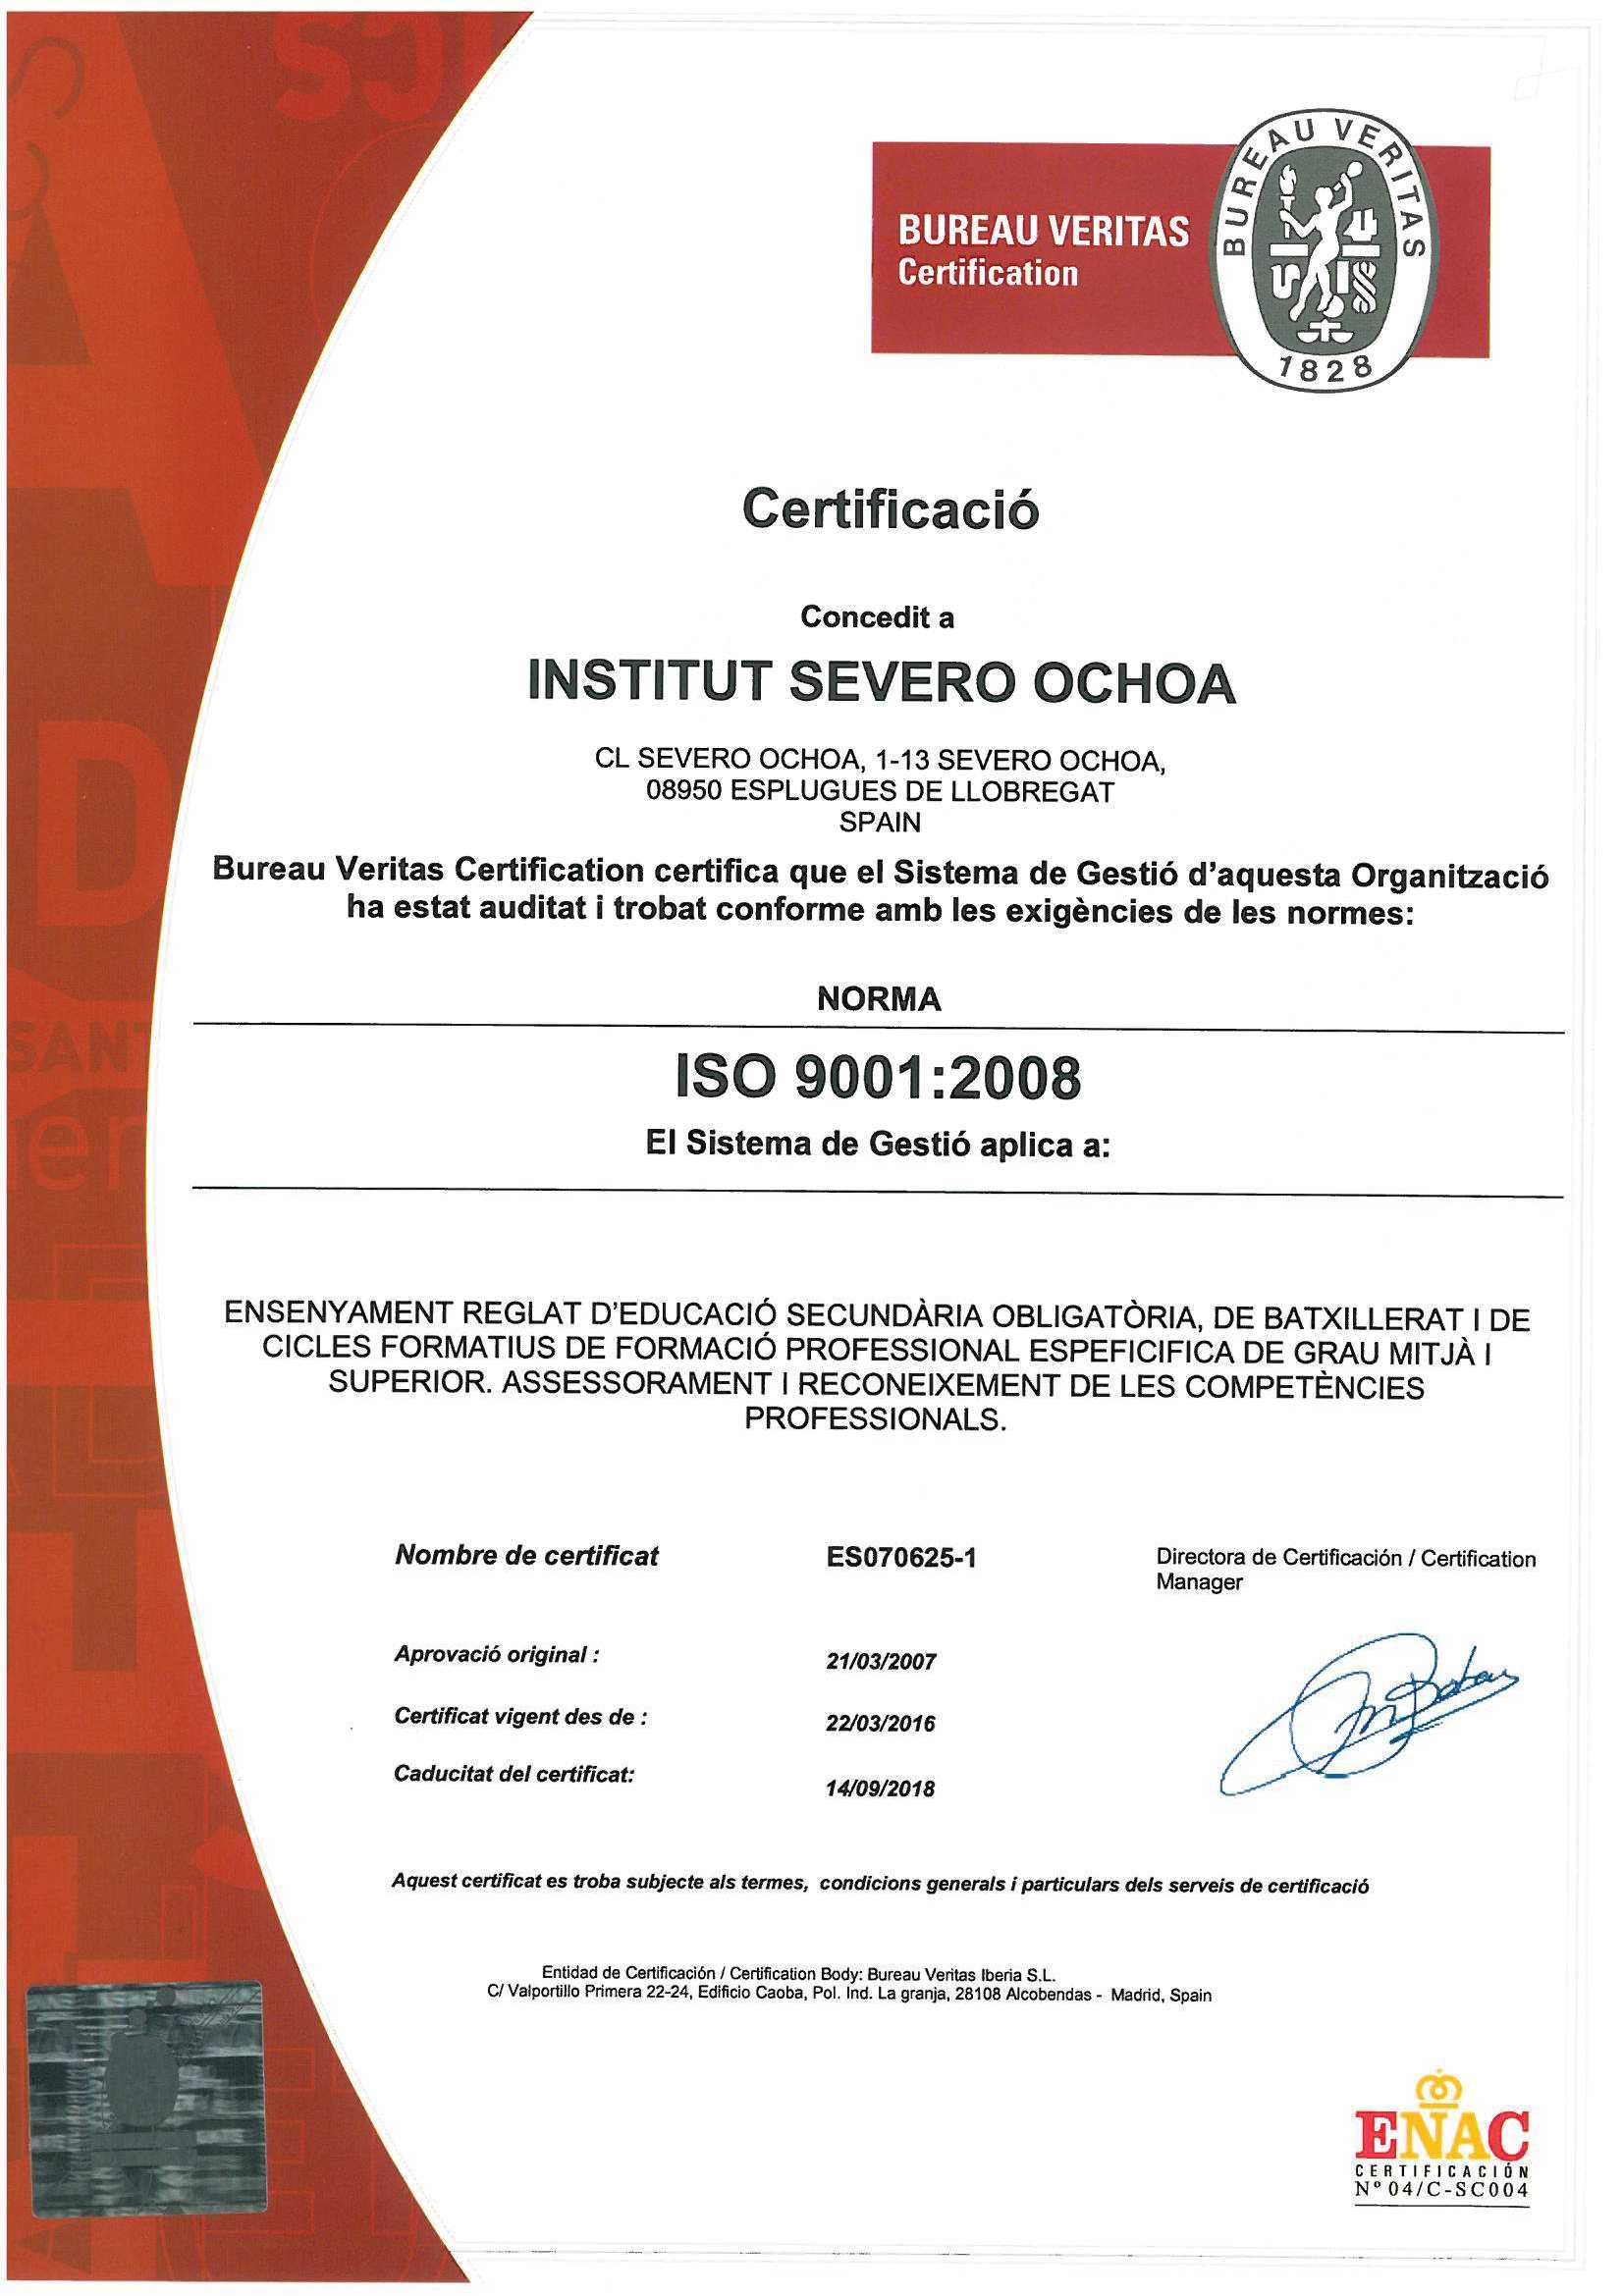 BUREAU VERITAS
Certification
BUREAU VERITAS
1828
Certificació
Concedit a
INSTITUT SEVERO OCHOA
CL SEVERO OCHOA, 1-13 SEVERO OCHOA,
08950 ESPLUGUES DE LLOBREGAT
SPAIN
Bureau Veritas Certification certifica que el Sistema de Gestió d'aquesta Organització
ha estat auditat i trobat conforme amb les exigències de les normes:
NORMA
ISO 9001:2008
El Sistema de Gestió aplica a:
ENSENYAMENT REGLAT D'EDUCACIÓ SECUNDÀRIA OBLIGATÒRIA, DE BATXILLERAT I DE
CICLES FORMATIUS DE FORMACIÓ PROFESSIONAL ESPEFICIFICA DE GRAU MITJÀ I
SUPERIOR. ASSESSORAMENT I RECONEIXEMENT DE LES COMPETÈNCIES
PROFESSIONALS.
Nombre de certificat ES070625-1
Directora de Certificación / Certification
Manager
Aprovació original : 21/03/2007
Certificat vigent des de : 22/03/2016
Caducitat del certificat: 14/09/2018
Aquest certificat es troba subjecte als termes, condicions generals i particulars dels serveis de certificació
Entidad de Certificación / Certification Body: Bureau Veritas Iberia S.L.
C/ Valportillo Primera 22-24, Edificio Caoba, Pol. Ind. La granja, 28108 Alcobendas - Madrid, Spain
ENAC
CERTIFICACIÓN
Nº 04/C-SC004